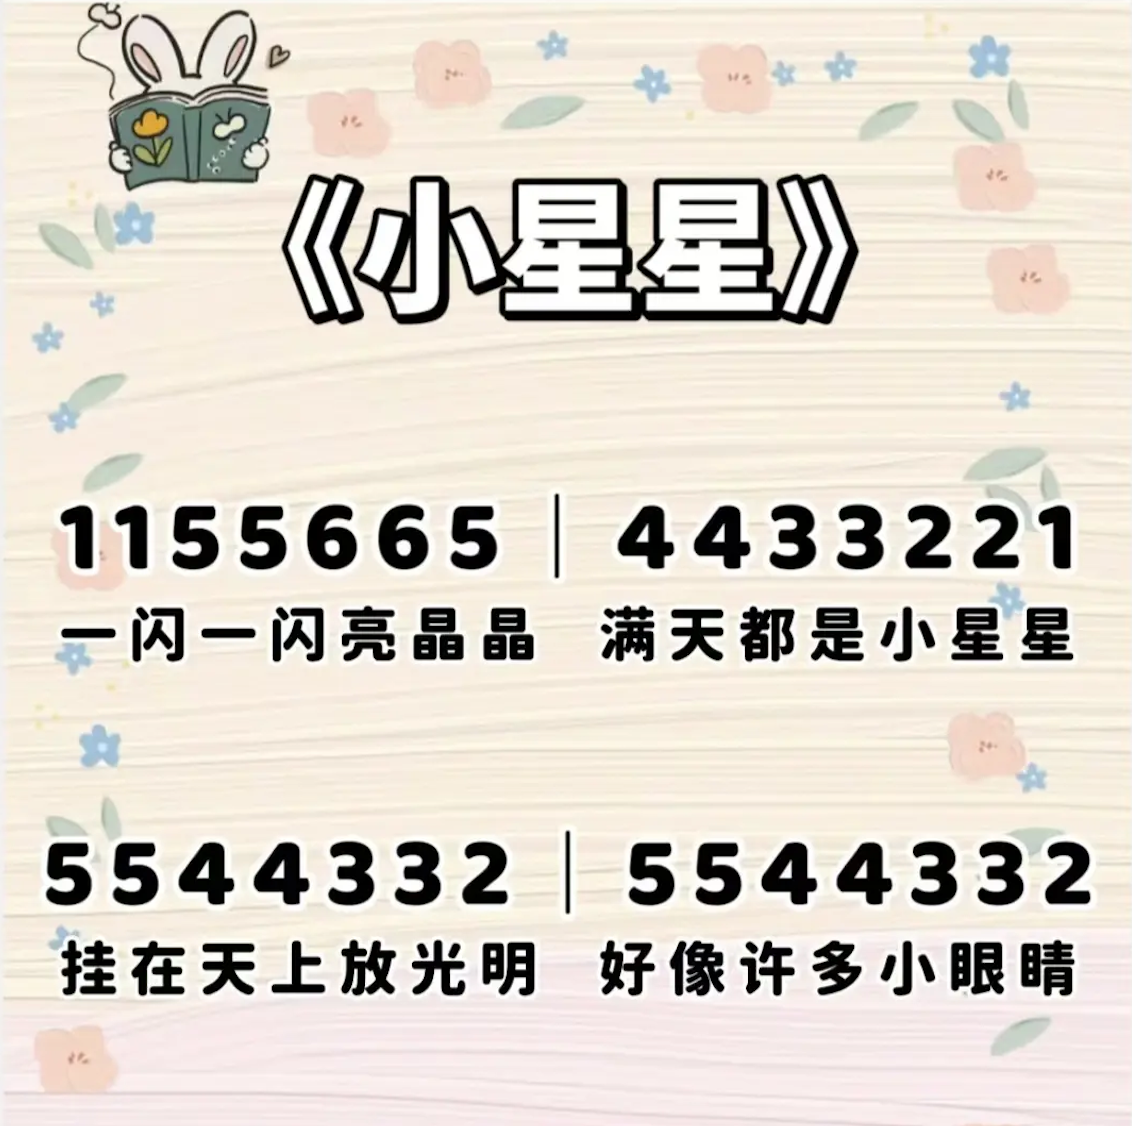 《小星星》
1155665 | 4433221
一闪一闪亮晶晶 满天都是小星星
5544332 | 5544332
挂在天上放光明 好像许多小眼睛